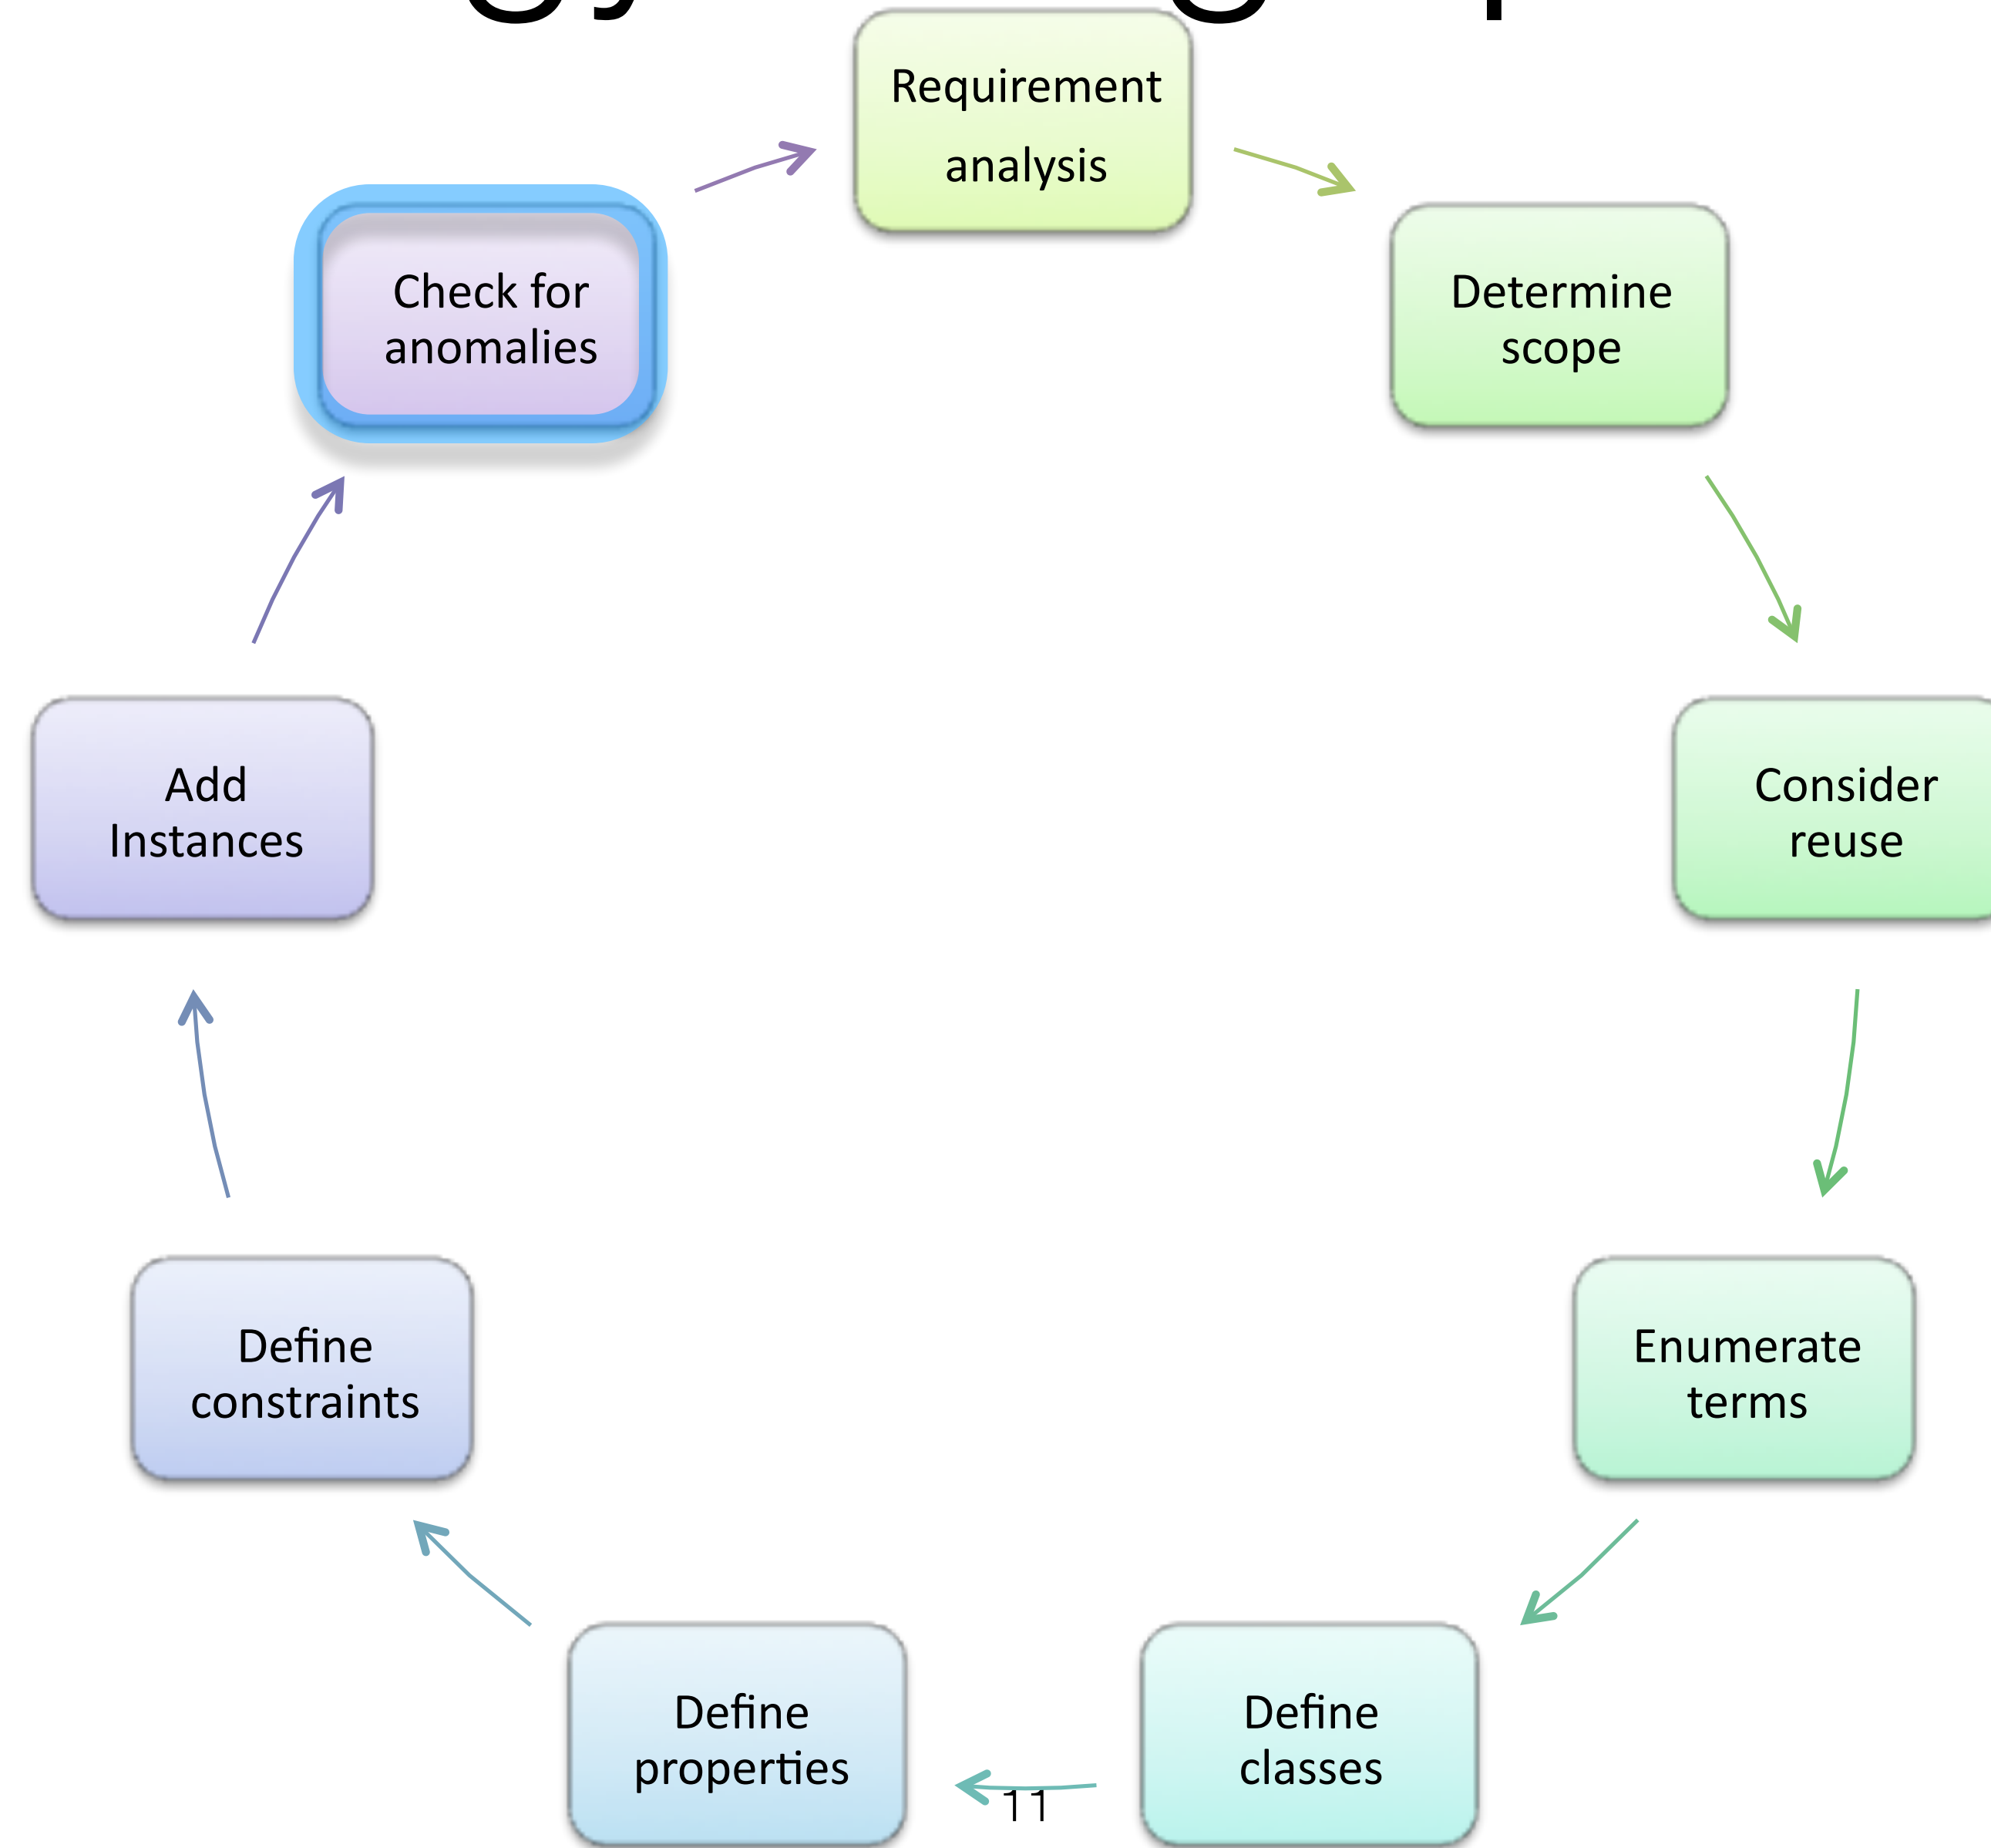 Requirement
analysis
Determine
scope
Consider
reuse
Enumerate
terms
Define
classes
Define
properties
Define
constraints
Add
Instances
Check for
anomalies
11